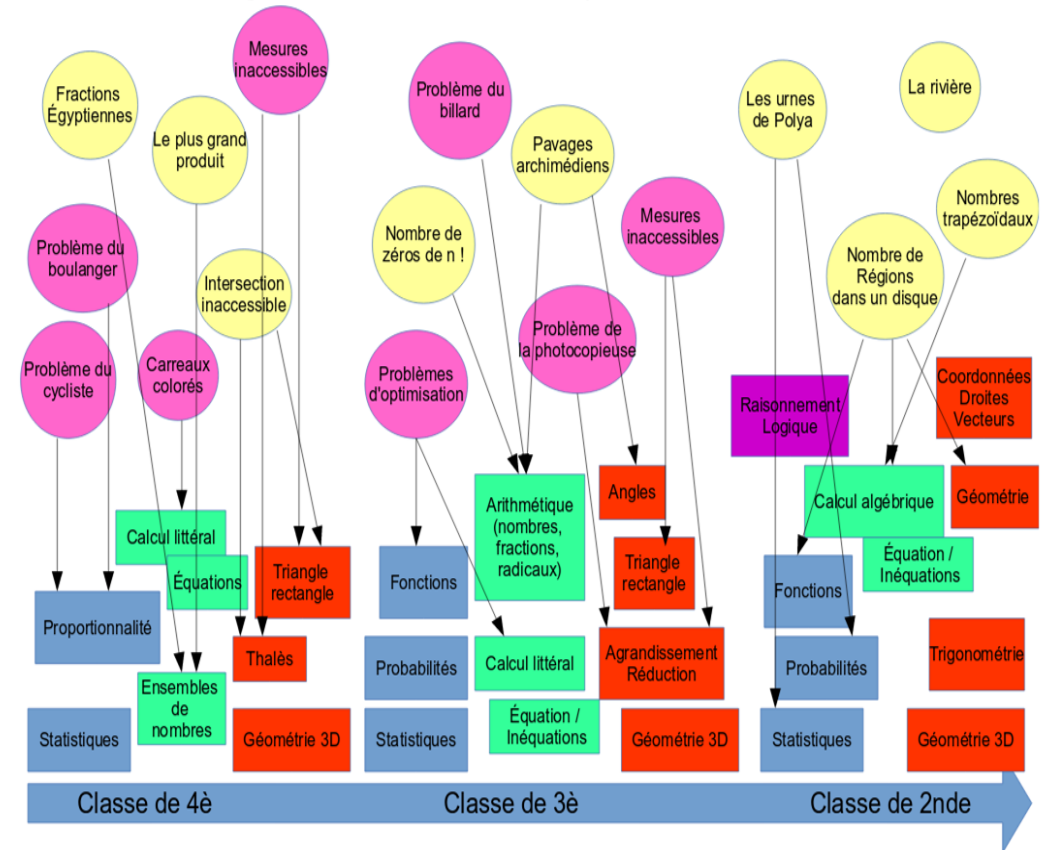 Mesures
inaccessibles
Fractions
Égyptiennes
Le plus grand
produit
Problème du
boulanger
Intersection
inaccessible
Problème du
cycliste
Carreaux
colorés
Calcul littéral
Équations
Triangle
rectangle
Proportionnalité
Thalès
Ensembles
de
nombres
Statistiques
Géométrie 3D
Problème du
billard
Pavages
archimédiens
Nombre de
zéros de n !
Mesures
inaccessibles
Problème de
la photocopieuse
Problèmes
d'optimisation
Arithmétique
(nombres,
fractions,
radicaux)
Angles
Fonctions
Triangle
rectangle
Probabilités
Calcul littéral
Agrandissement
Réduction
Équation /
Inéquations
Statistiques
Géométrie 3D
Les urnes
de Polya
La rivière
Nombres
trapézoïdaux
Nombre de
Régions
dans un disque
Raisonnement
Logique
Coordonnées
Droites
Vecteurs
Calcul algébrique
Géométrie
Équation /
Inéquations
Fonctions
Probabilités
Trigonométrie
Statistiques
Géométrie 3D
Classe de 4è
Classe de 3è
Classe de 2nde